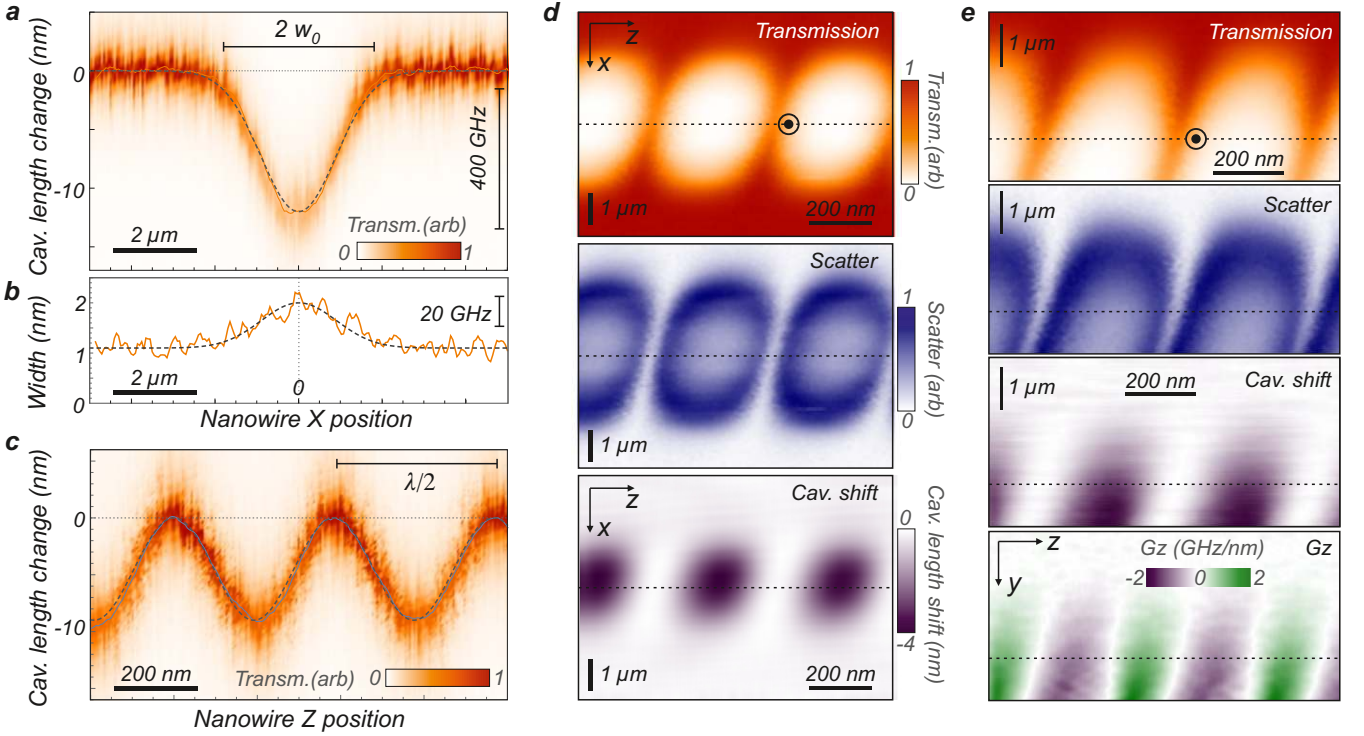 a
Cav. length change (nm)
0
-10
2 w₀
400 GHz
2 µm
Transm.(arb)
0
1
b
Width (nm)
2
1
0
20 GHz
2 µm
0
Nanowire X position
c
Cav. length change (nm)
0
-10
λ/2
200 nm
Transm.(arb)
0
1
Nanowire Z position
d
z
x
Transmission
1 µm
200 nm
1
Transm.(arb)
0
Scatter
1 µm
1
Scatter (arb)
0
z
x
Cav. shift
1 µm
200 nm
0
Cav. length shift (nm)
-4
e
1 µm
Transmission
200 nm
1 µm
Scatter
1 µm
200 nm
Cav. shift
z
y
Gz (GHz/nm)
-2
0
2
Gz